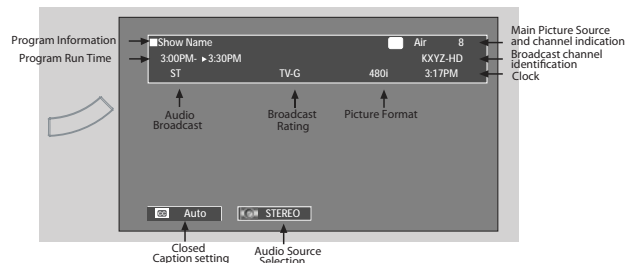 Program Information
Show Name
Air 8
Main Picture Source
and channel indication
Program Run Time
3:00PM- ▸3:30PM
KXYZ-HD
Broadcast channel
identification
ST TV-G 480i 3:17PM
Clock
Audio
Broadcast
Broadcast
Rating
Picture Format
CC Auto
STEREO
Closed
Caption setting
Audio Source
Selection